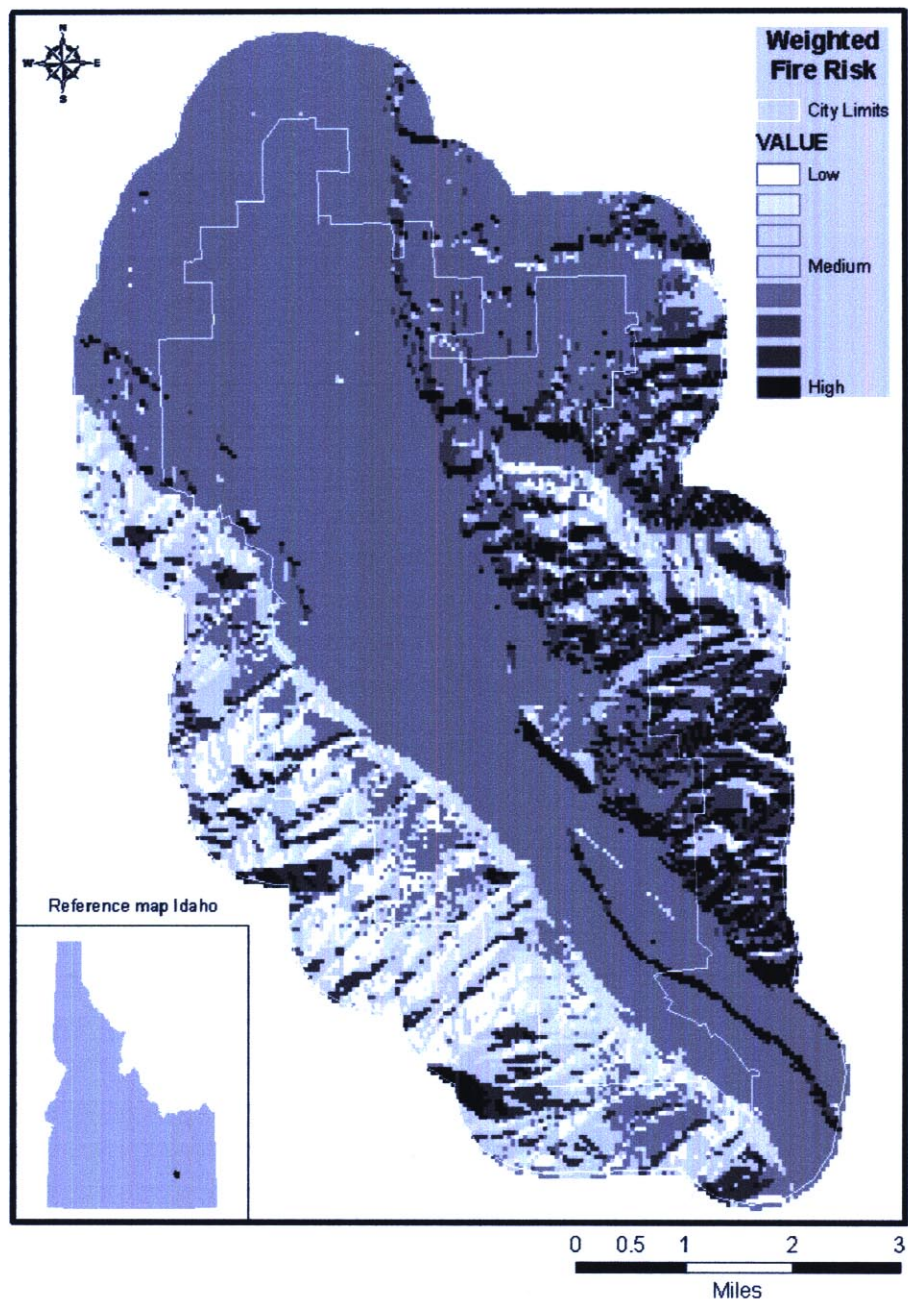 N
W
E
S
Weighted
Fire Risk
City Limits
VALUE
Low
Medium
High
Reference map Idaho
0 0.5 1 2 3
Miles